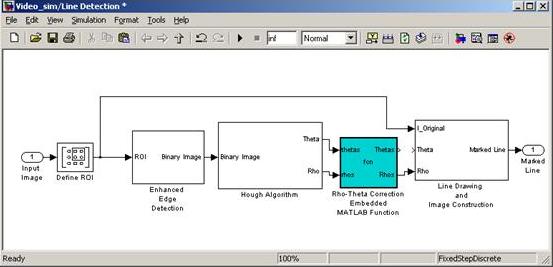 Video_sim/Line Detection *
File Edit View Simulation Format Tools Help
inf Normal
1
Input
Image
Define ROI
ROI Binary Image
Enhanced
Edge
Detection
Binary Image Theta Rho
Hough Algorithm
thetas Thetas
fcn
rhos Rhos
Rho-Theta Correction
Embedded
MATLAB Function
I_Original
Theta Marked Line
Rho
Line Drawing
and
Image Construction
1
Marked
Line
Ready 100% FixedStepDiscrete